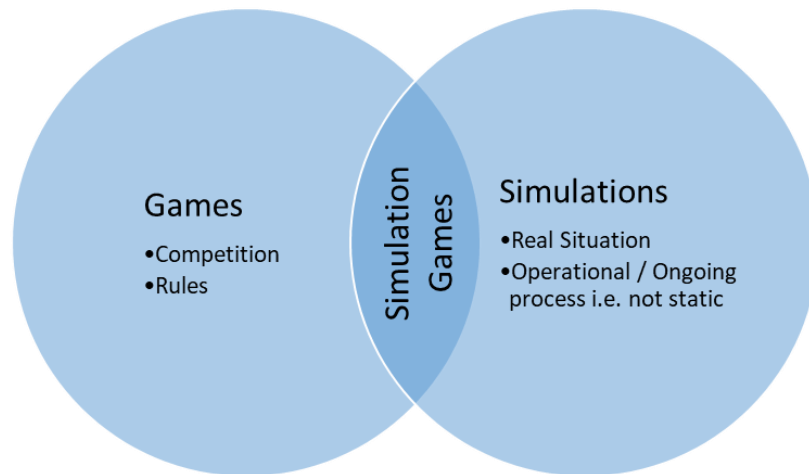 Games
•Competition
•Rules
Simulation
Games
Simulations
•Real Situation
•Operational / Ongoing
process i.e. not static